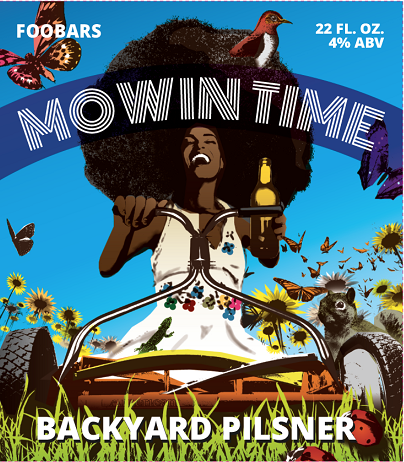 FOOBARS
22 FL. OZ.
4% ABV
MOWIN TIME
BACKYARD PILSNER